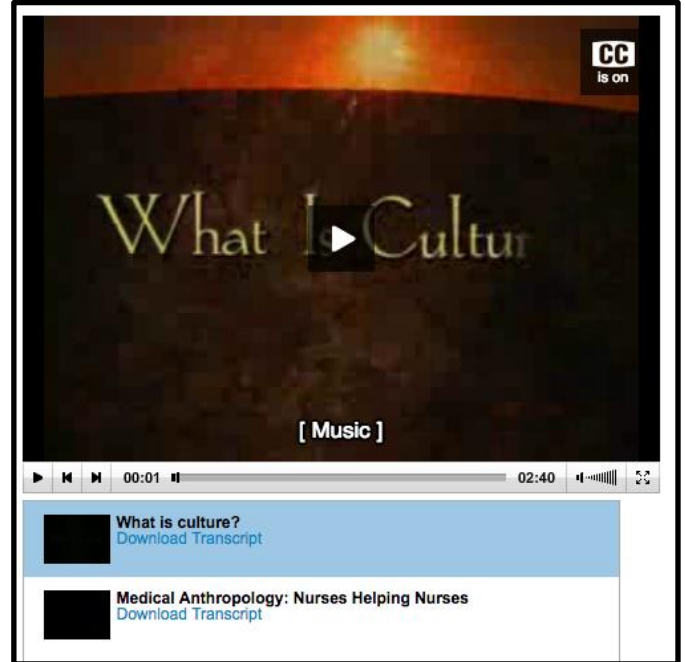 CC
is on
What Is Cultur
[ Music ]
00:01 02:40
What is culture?
Download Transcript
Medical Anthropology: Nurses Helping Nurses
Download Transcript